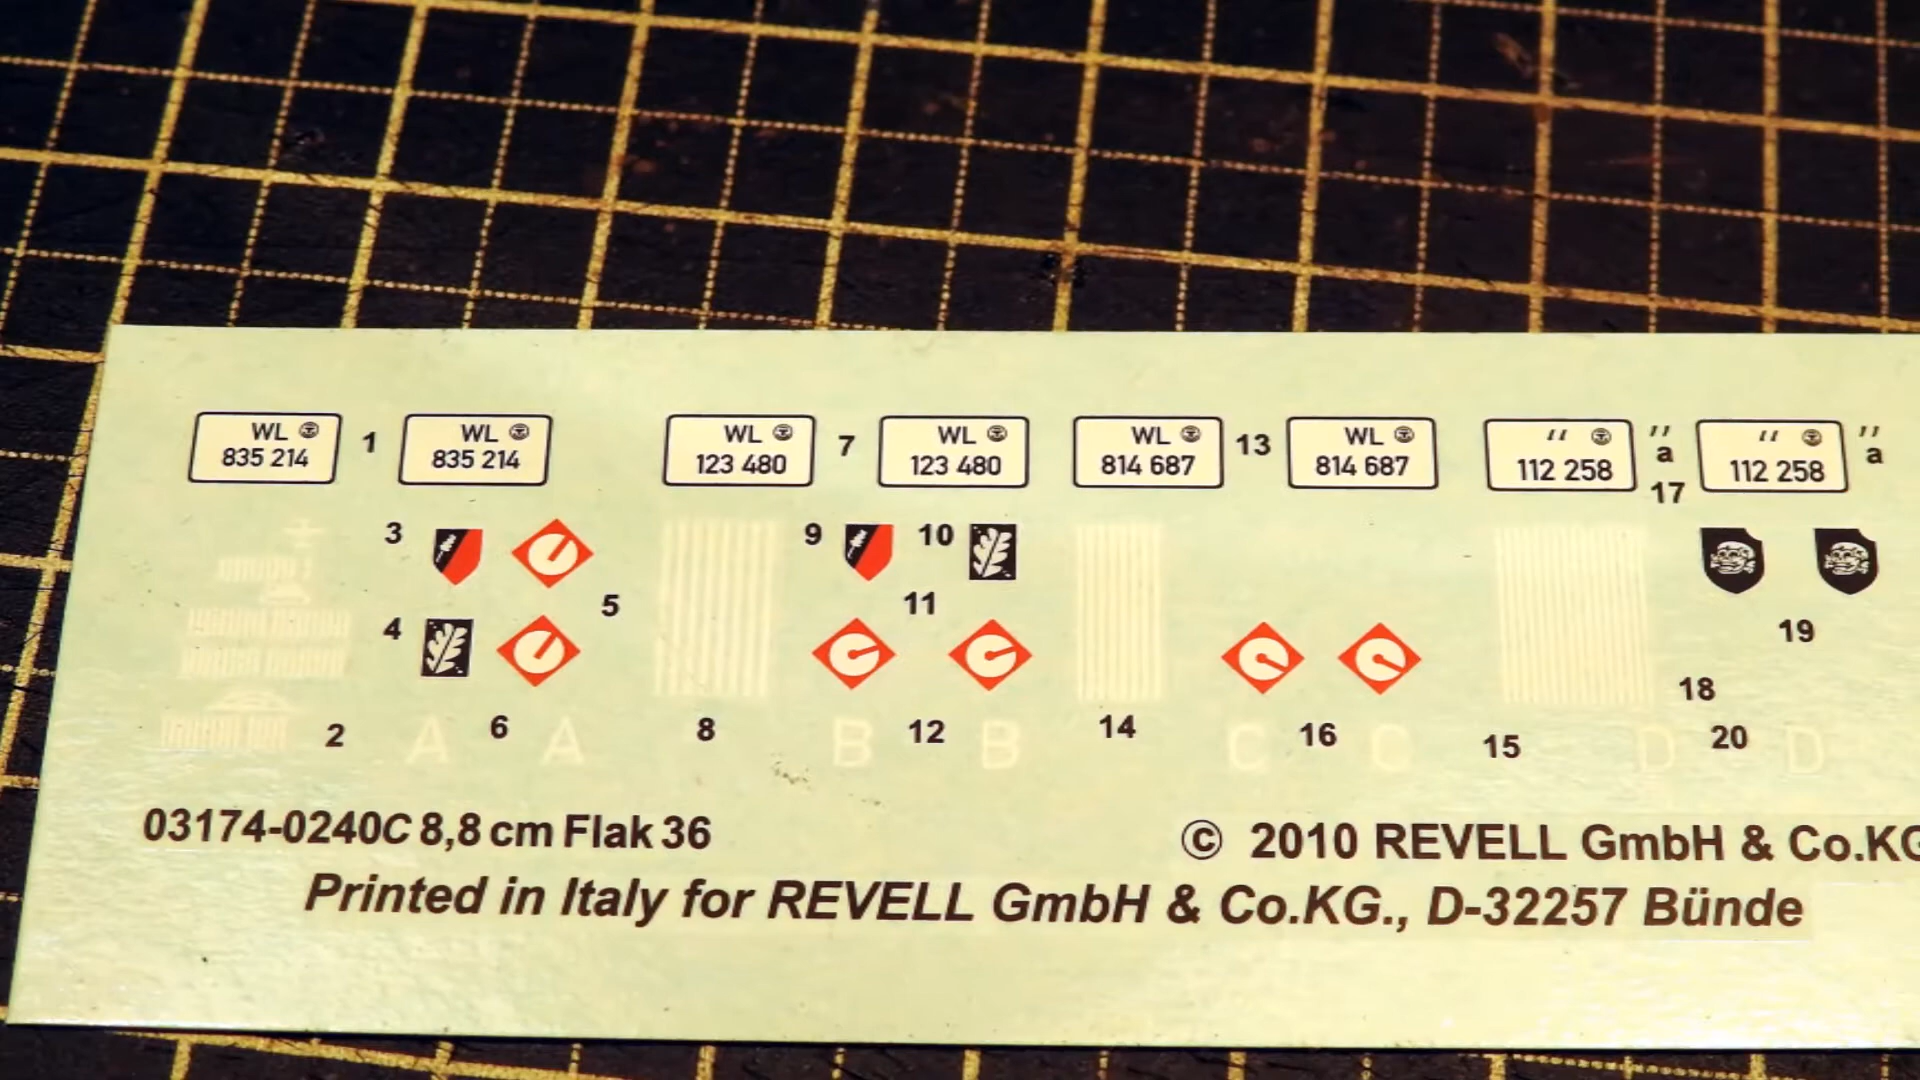 WL 1 WL WL 7 WL WL 13 WL ′′ ′′ ′′ ′′
835 214 835 214 123 480 123 480 814 687 814 687 112 258 a 112 258 a
17
3 9 10
5 11
4 19
18
2 A 6 A 8 B 12 B 14 C 16 C 15 D 20 D
03174-0240C 8,8 cm Flak 36
© 2010 REVELL GmbH & Co.KG
Printed in Italy for REVELL GmbH & Co.KG., D-32257 Bünde